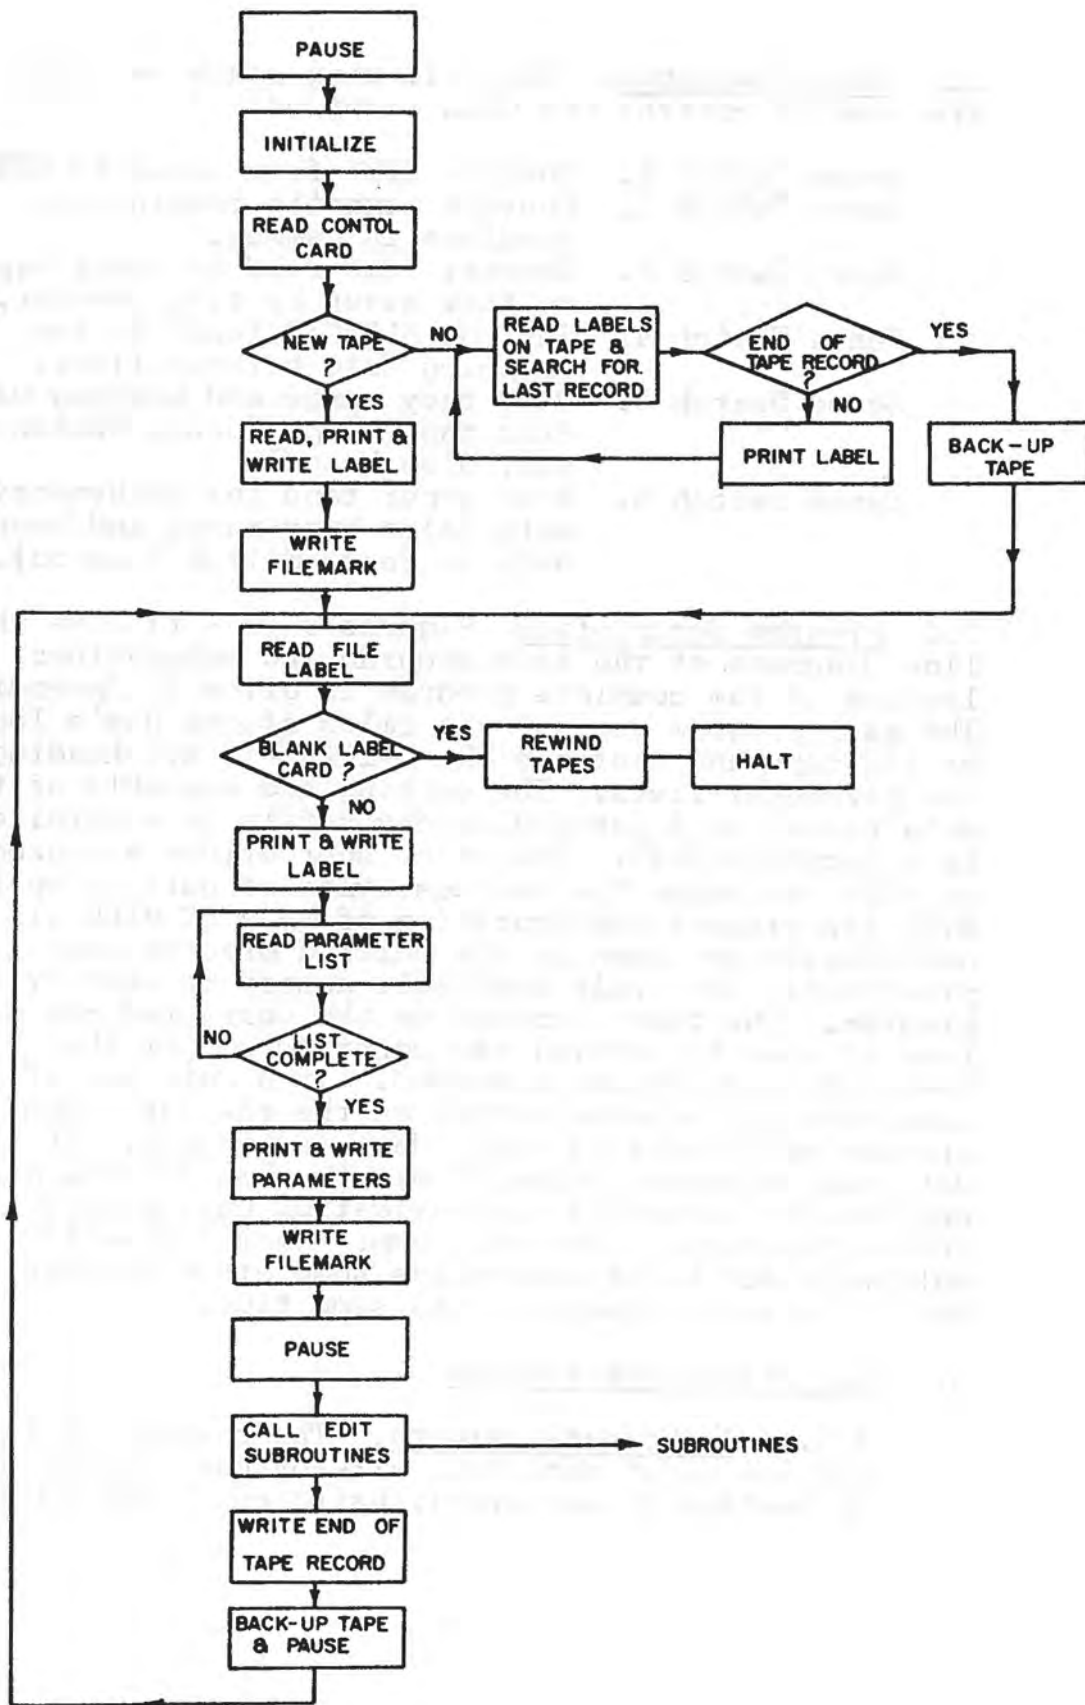 PAUSE
INITIALIZE
READ CONTOL
CARD
NEW TAPE
?
NO
READ LABELS
ON TAPE &
SEARCH FOR.
LAST RECORD
END OF
TAPE RECORD
?
YES
YES
NO
READ, PRINT &
WRITE LABEL
PRINT LABEL
BACK-UP
TAPE
WRITE
FILEMARK
READ FILE
LABEL
BLANK LABEL
CARD ?
YES
REWIND
TAPES
HALT
NO
PRINT & WRITE
LABEL
READ PARAMETER
LIST
NO
LIST
COMPLETE
?
YES
PRINT & WRITE
PARAMETERS
WRITE
FILEMARK
PAUSE
CALL EDIT
SUBROUTINES
SUBROUTINES
WRITE END OF
TAPE RECORD
BACK-UP TAPE
& PAUSE